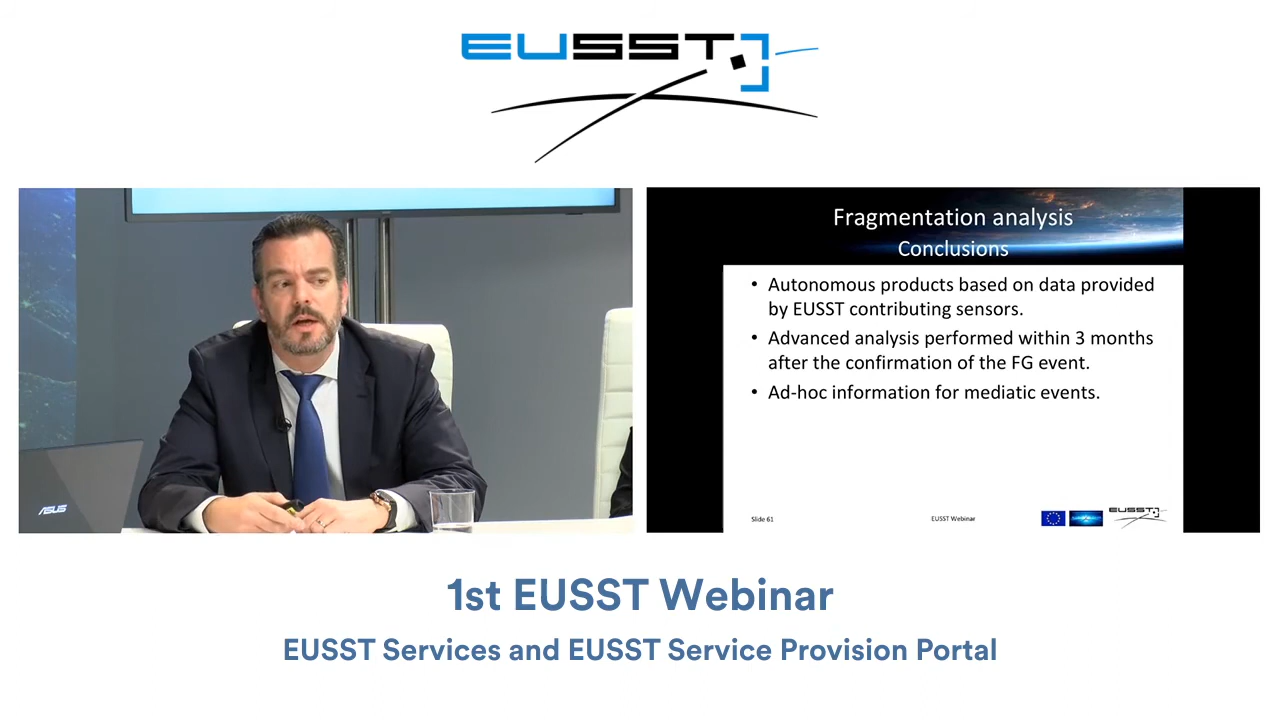 EUSST
ASUS
Fragmentation analysis
Conclusions
• Autonomous products based on data provided
by EUSST contributing sensors.
• Advanced analysis performed within 3 months
after the confirmation of the FG event.
• Ad-hoc information for mediatic events.
Slide 61
EUSST Webinar
EUSST
1st EUSST Webinar
EUSST Services and EUSST Service Provision Portal